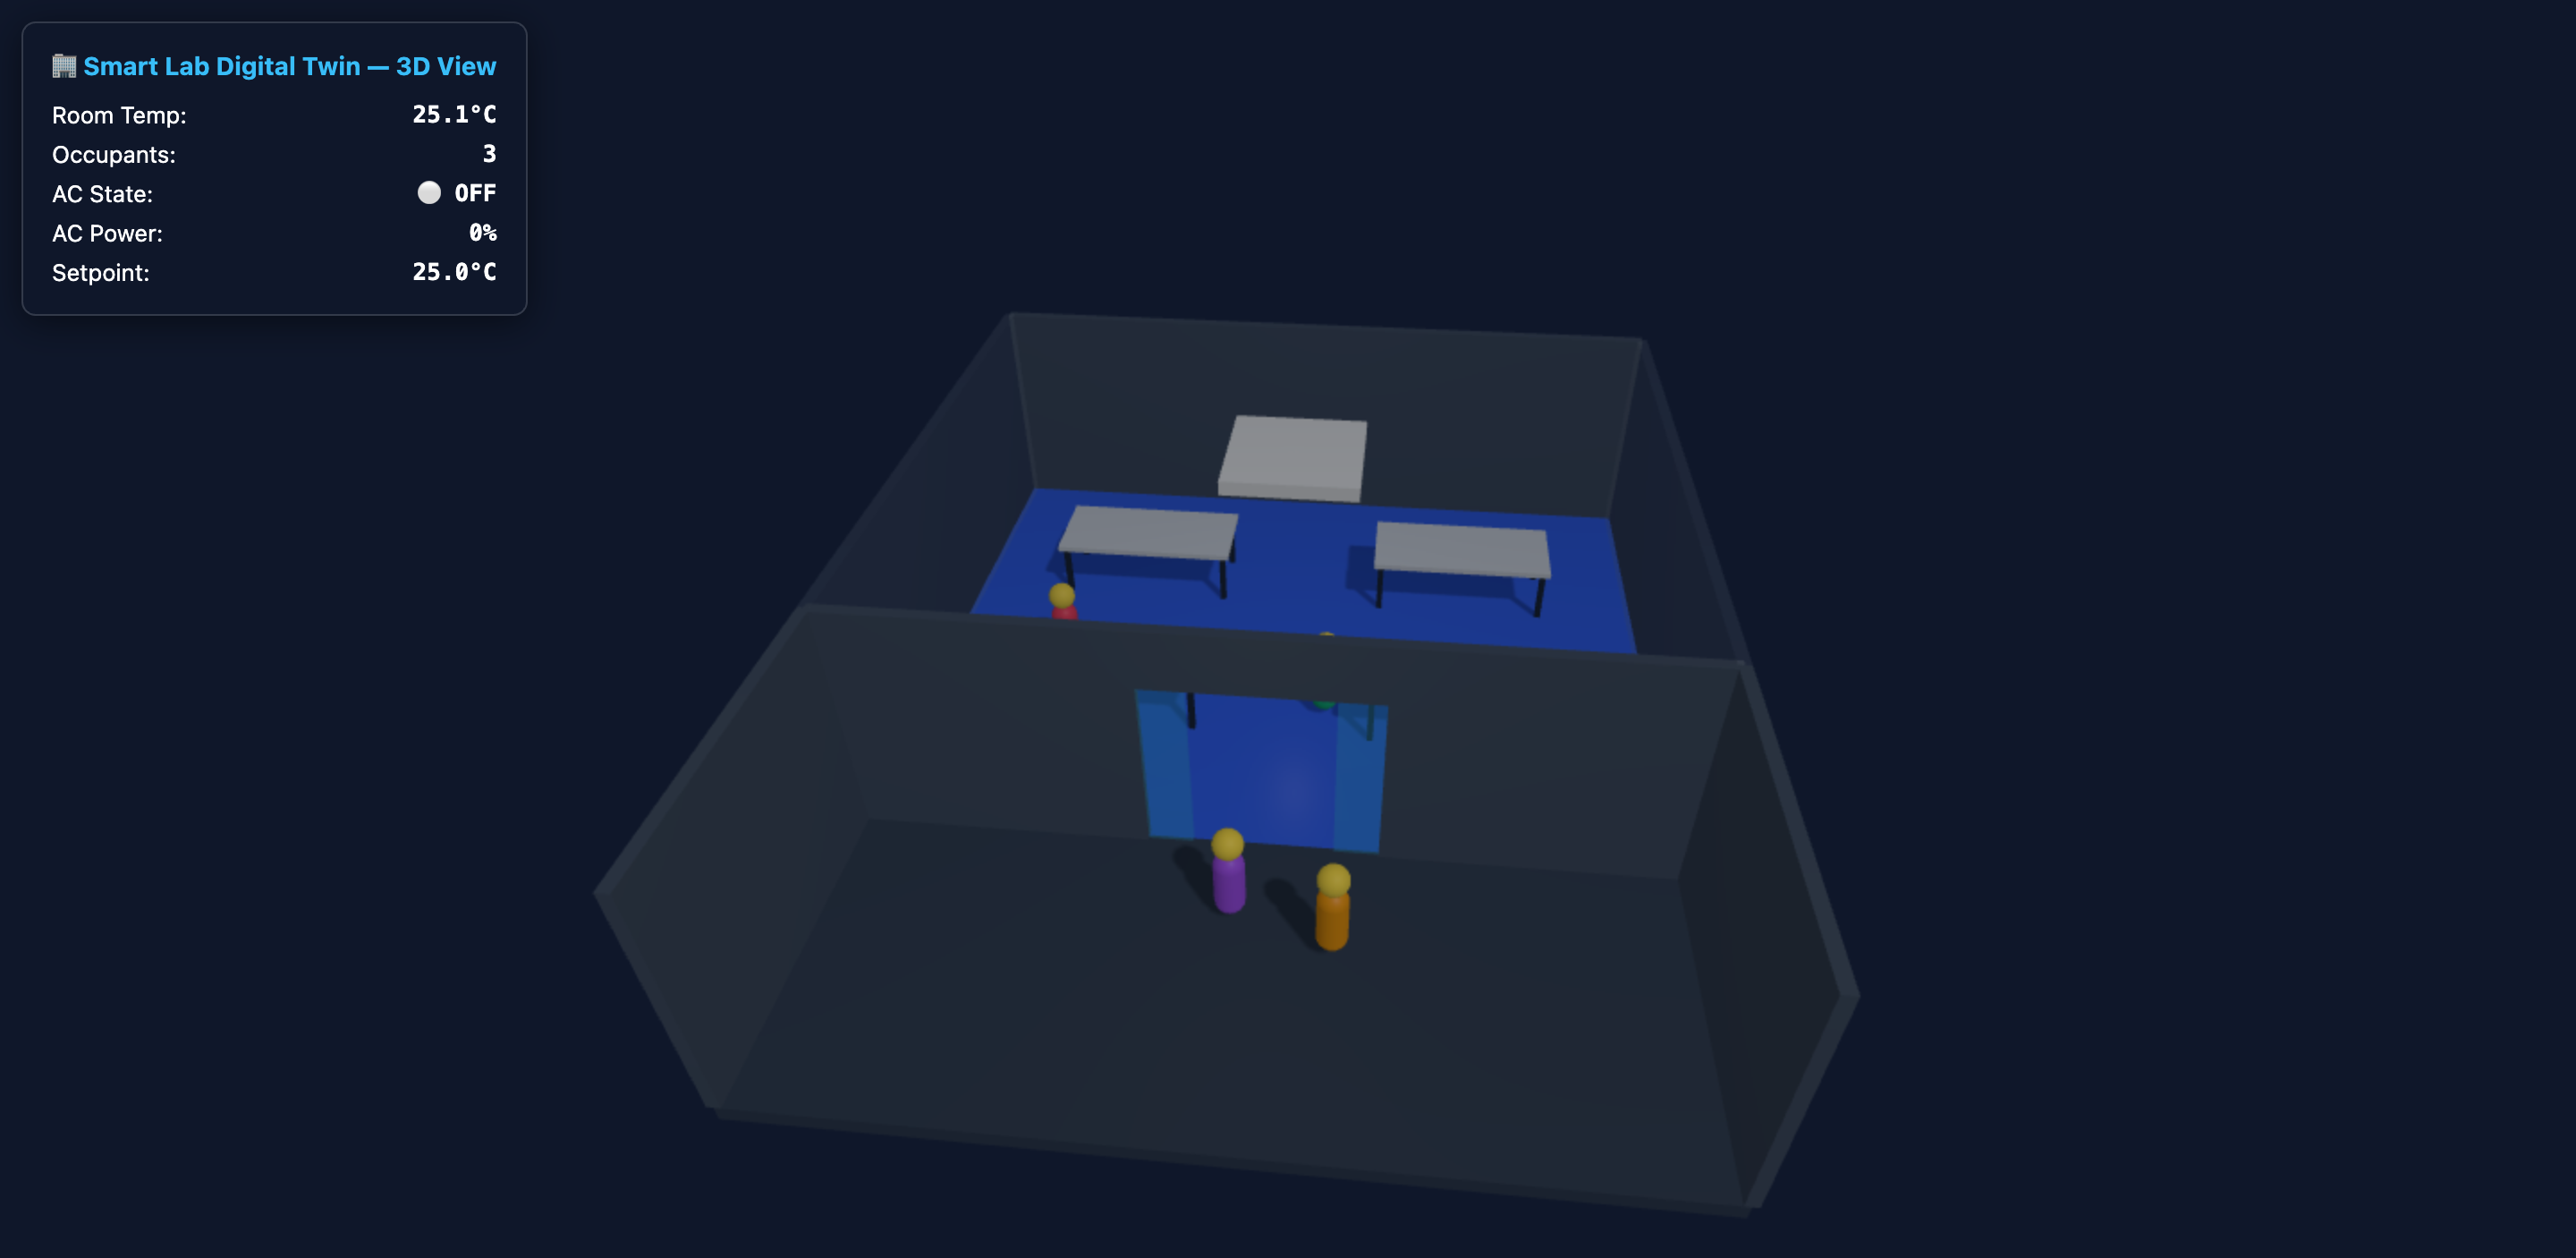 🏢 Smart Lab Digital Twin — 3D View
Room Temp: 25.1°C
Occupants: 3
AC State: ⚪ OFF
AC Power: 0%
Setpoint: 25.0°C